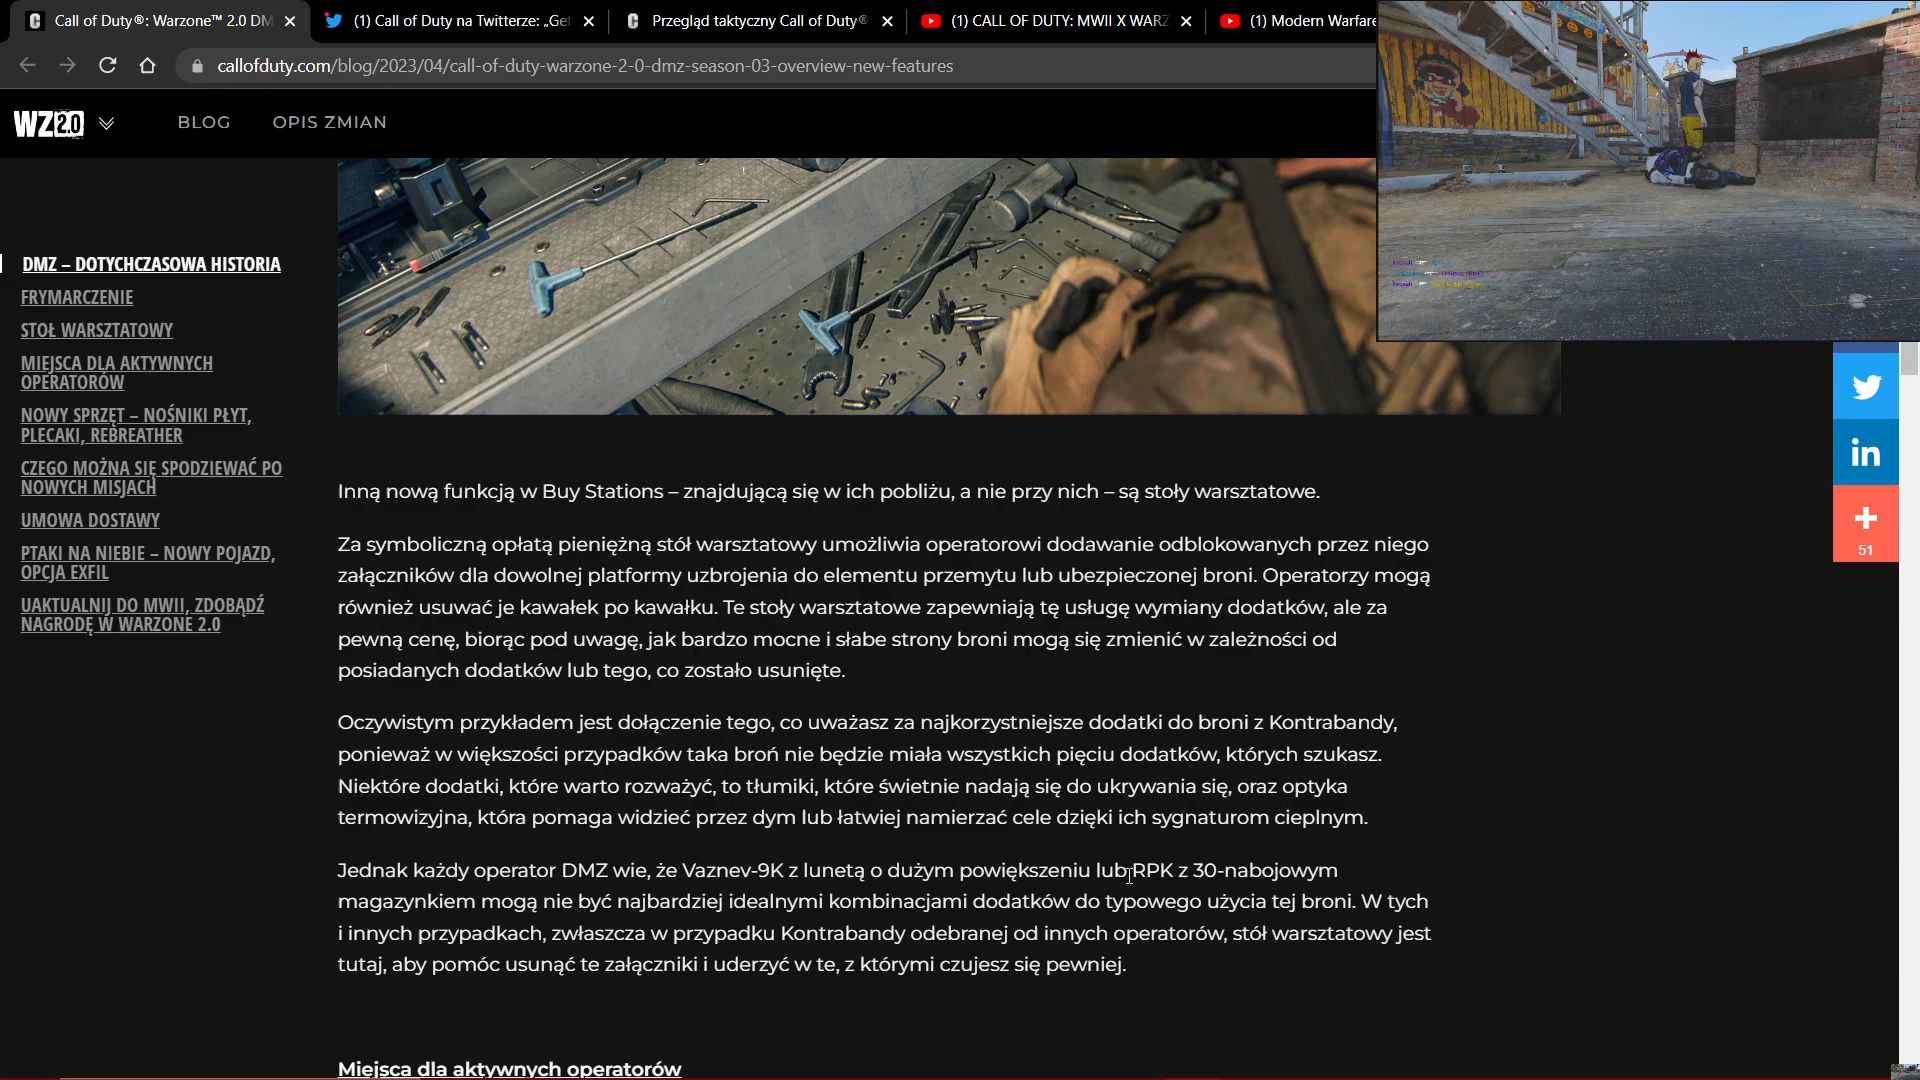 Call of Duty®: Warzone™ 2.0 DM
(1) Call of Duty na Twitterze: „Get
Przegląd taktyczny Call of Duty®
(1) CALL OF DUTY: MWII X WARZ
(1) Modern Warfare
callofduty.com/blog/2023/04/call-of-duty-warzone-2-0-dmz-season-03-overview-new-features
WZ2.0
BLOG
OPIS ZMIAN
DMZ – DOTYCHCZASOWA HISTORIA
FRYMARCZENIE
STOŁ WARSZTATOWY
MIEJSCA DLA AKTYWNYCH
OPERATORÓW
NOWY SPRZĘT – NOŚNIKI PŁYT,
PLECAKI, REBREATHER
CZEGO MOŻNA SIĘ SPODZIEWAĆ PO
NOWYCH MISJACH
UMOWA DOSTAWY
PTAKI NA NIEBIE – NOWY POJAZD,
OPCJA EXFIL
UAKTUALNIJ DO MWII, ZDOBĄDŹ
NAGRODĘ W WARZONE 2.0
Inną nową funkcją w Buy Stations – znajdującą się w ich pobliżu, a nie przy nich – są stoły warsztatowe.
Za symboliczną opłatą pieniężną stół warsztatowy umożliwia operatorowi dodawanie odblokowanych przez niego
załączników dla dowolnej platformy uzbrojenia do elementu przemytu lub ubezpieczonej broni. Operatorzy mogą
również usuwać je kawałek po kawałku. Te stoły warsztatowe zapewniają tę usługę wymiany dodatków, ale za
pewną cenę, biorąc pod uwagę, jak bardzo mocne i słabe strony broni mogą się zmienić w zależności od
posiadanych dodatków lub tego, co zostało usunięte.
Oczywistym przykładem jest dołączenie tego, co uważasz za najkorzystniejsze dodatki do broni z Kontrabandy,
ponieważ w większości przypadków taka broń nie będzie miała wszystkich pięciu dodatków, których szukasz.
Niektóre dodatki, które warto rozważyć, to tłumiki, które świetnie nadają się do ukrywania się, oraz optyka
termowizyjna, która pomaga widzieć przez dym lub łatwiej namierzać cele dzięki ich sygnaturom cieplnym.
Jednak każdy operator DMZ wie, że Vaznev-9K z lunetą o dużym powiększeniu lub RPK z 30-nabojowym
magazynkiem mogą nie być najbardziej idealnymi kombinacjami dodatków do typowego użycia tej broni. W tych
i innych przypadkach, zwłaszcza w przypadku Kontrabandy odebranej od innych operatorów, stół warsztatowy jest
tutaj, aby pomóc usunąć te załączniki i uderzyć w te, z którymi czujesz się pewniej.
Miejsca dla aktywnych operatorów
in
51